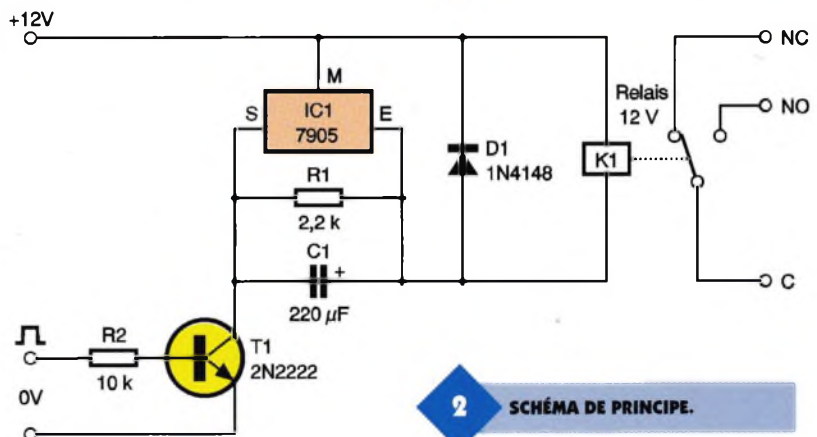 +12V
NC
M
S
IC1
7905
E
Relais
12 V
NO
D1
1N4148
K1
R1
2,2 k
C1
+
220 µF
C
R2
10 k
T1
2N2222
0V
2
SCHÉMA DE PRINCIPE.